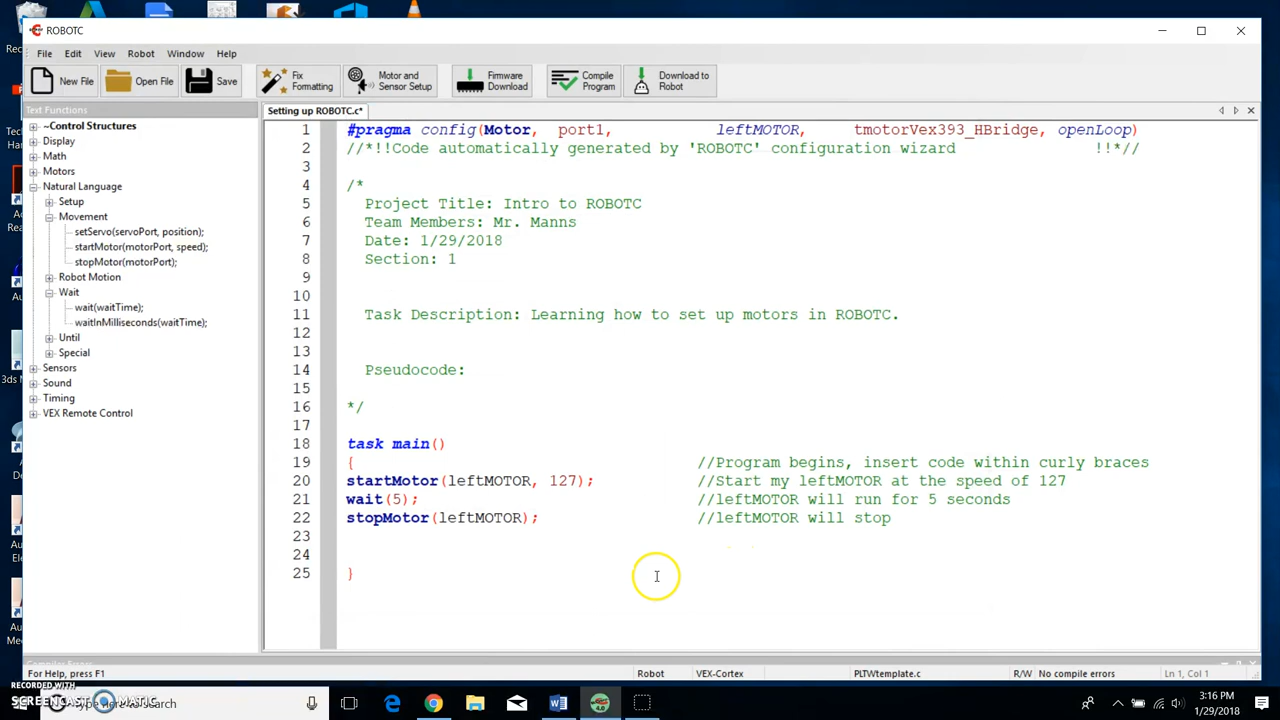 ROBOTC
File Edit View Robot Window Help
New File Open File Save Fix Formatting Motor and Sensor Setup Firmware Download Compile Program Download to Robot
Text Functions
~Control Structures
Display
Math
Motors
Natural Language
Setup
Movement
setServo(servoPort, position);
startMotor(motorPort, speed);
stopMotor(motorPort);
Robot Motion
Wait
wait(waitTime);
waitInMilliseconds(waitTime);
Until
Special
Sensors
Sound
Timing
VEX Remote Control
Setting up ROBOTC.c*
1 #pragma config(Motor, port1, leftMOTOR, tmotorVex393_HBridge, openLoop)
2 //*!!Code automatically generated by 'ROBOTC' configuration wizard !!*//
3
4 /*
5 Project Title: Intro to ROBOTC
6 Team Members: Mr. Manns
7 Date: 1/29/2018
8 Section: 1
9
10
11 Task Description: Learning how to set up motors in ROBOTC.
12
13
14 Pseudocode:
15
16 */
17
18 task main()
19 { //Program begins, insert code within curly braces
20 startMotor(leftMOTOR, 127); //Start my leftMOTOR at the speed of 127
21 wait(5); //leftMOTOR will run for 5 seconds
22 stopMotor(leftMOTOR); //leftMOTOR will stop
23
24
25 }
For Help, press F1 Robot VEX-Cortex PLTWtemplate.c R/W No compile errors Ln 1, Col 1
RECORDED WITH
SCREENCAST MATIC
ype here to search
3:16 PM
1/29/2018